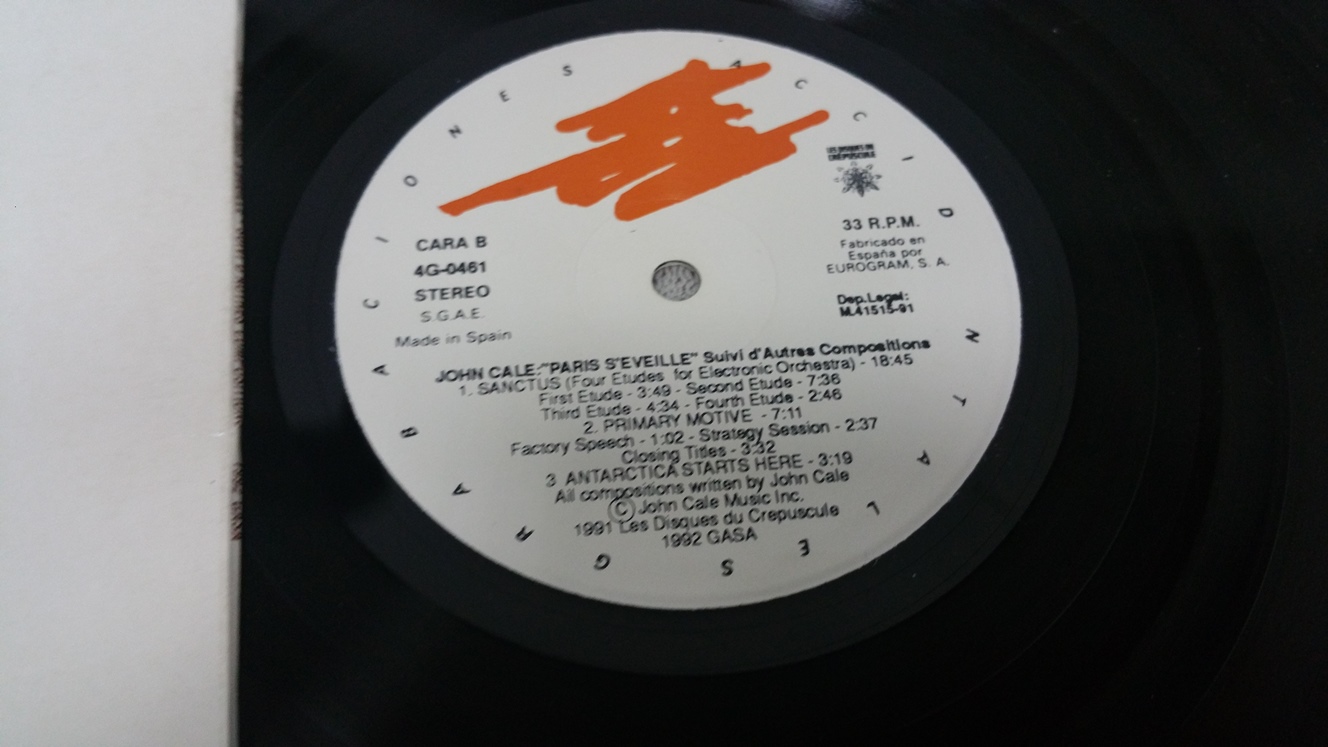 GRABACIONES ACCIDENTALES
LES DISQUES DU
CRÉPUSCULE
CARA B
4G-0461
STEREO
S.G.A.E.
Made in Spain
33 R.P.M.
Fabricado en
España por
EUROGRAM, S. A.
Dep.Legal:
M.41515-91
JOHN CALE:"PARIS S'EVEILLE" Suivi d'Autres Compositions
1. SANCTUS (Four Etudes for Electronic Orchestra) - 18:45
First Etude - 3:49 - Second Etude - 7:36
Third Etude - 4:34 - Fourth Etude - 2:46
2. PRIMARY MOTIVE - 7:11
Factory Speech - 1:02 - Strategy Session - 2:37
Closing Titles - 3:32
3 ANTARCTICA STARTS HERE - 3:19
All compositions written by John Cale
© John Cale Music Inc.
1991 Les Disques du Crepuscule
1992 GASA